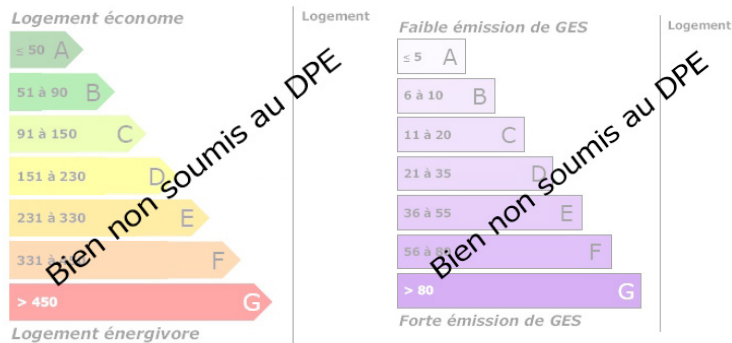 Logement économe
Logement
≤ 50 A
51 à 90 B
91 à 150 C
151 à 230 D
231 à 330 E
331 à F
> 450 G
Logement énergivore
Bien non soumis au DPE
Faible émission de GES
Logement
≤ 5 A
6 à 10 B
11 à 20 C
21 à 35 D
36 à 55 E
56 à 80 F
> 80 G
Forte émission de GES
Bien non soumis au DPE